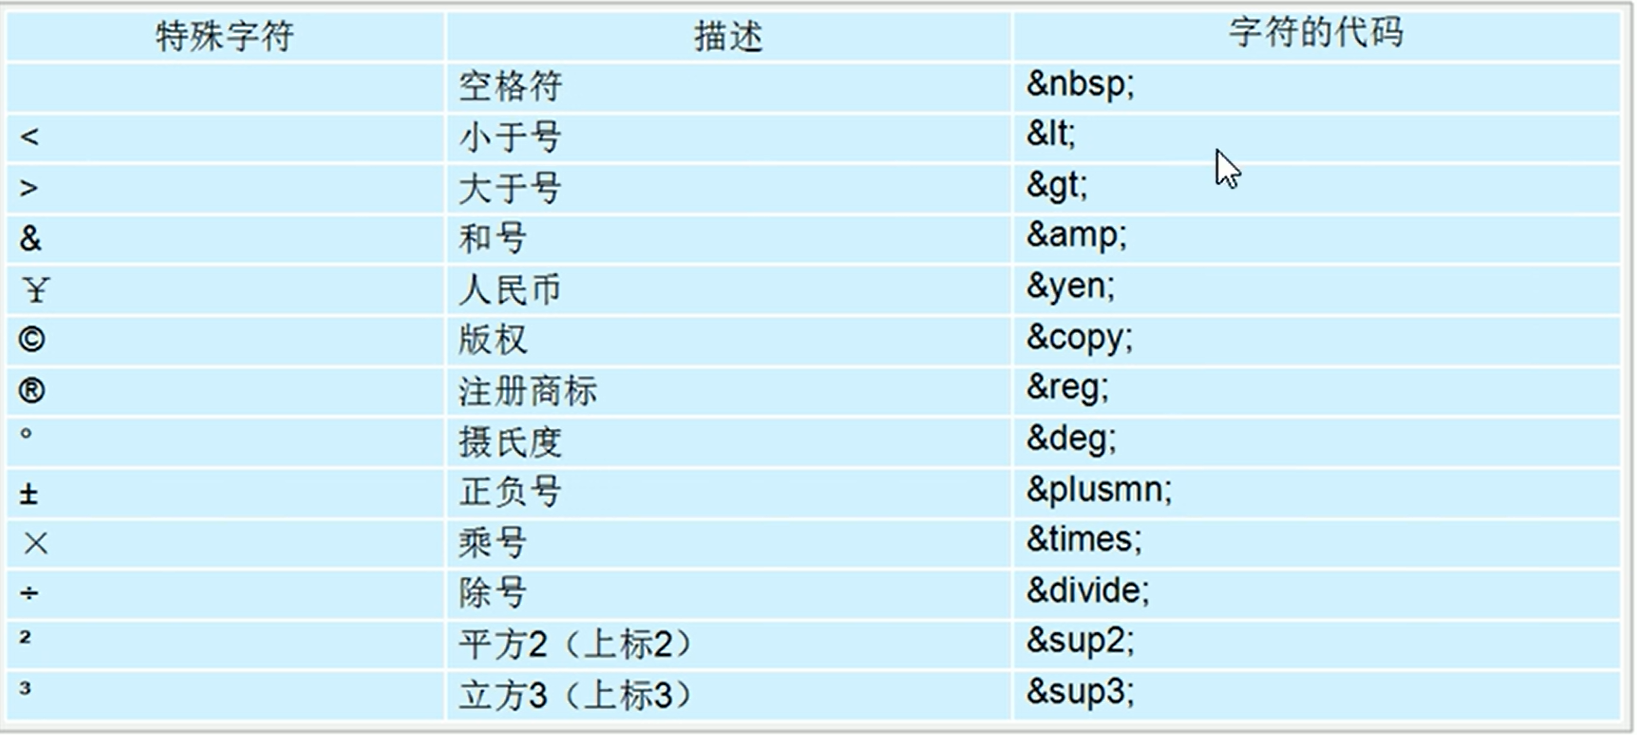 特殊字符 描述 字符的代码
空格符 &nbsp;
< 小于号 &lt;
> 大于号 &gt;
& 和号 &amp;
¥ 人民币 &yen;
© 版权 &copy;
® 注册商标 &reg;
° 摄氏度 &deg;
± 正负号 &plusmn;
× 乘号 &times;
÷ 除号 &divide;
² 平方2（上标2） &sup2;
³ 立方3（上标3） &sup3;